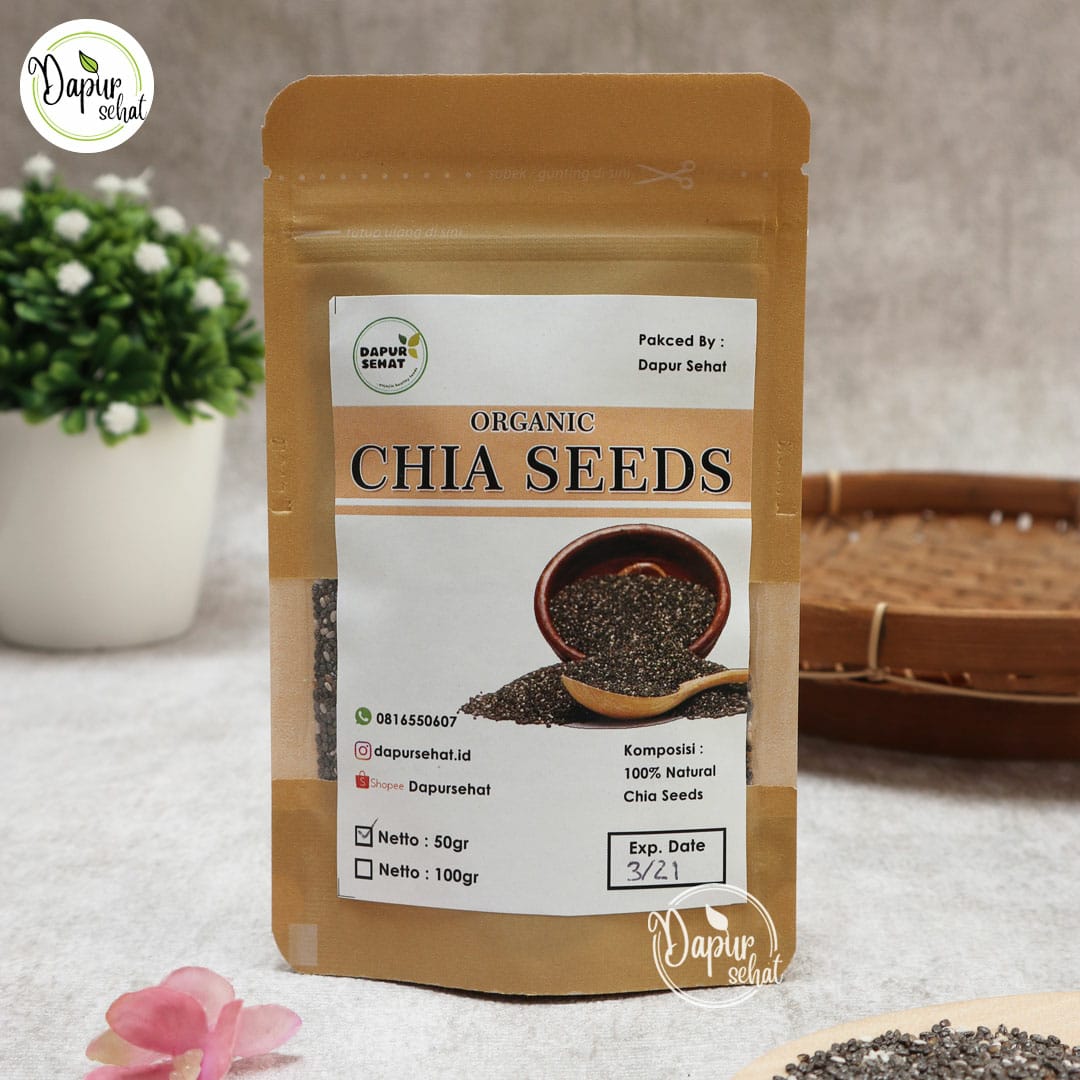 Dapur
sehat
sobek / gunting di sini
tutup ulang di sini
DAPUR
SEHAT
Pakced By :
Dapur Sehat
ORGANIC
CHIA SEEDS
0816550607
dapursehat.id
Shopee Dapursehat
Komposisi :
100% Natural
Chia Seeds
Netto : 50gr
Netto : 100gr
Exp. Date
3/21
Dapur
sehat